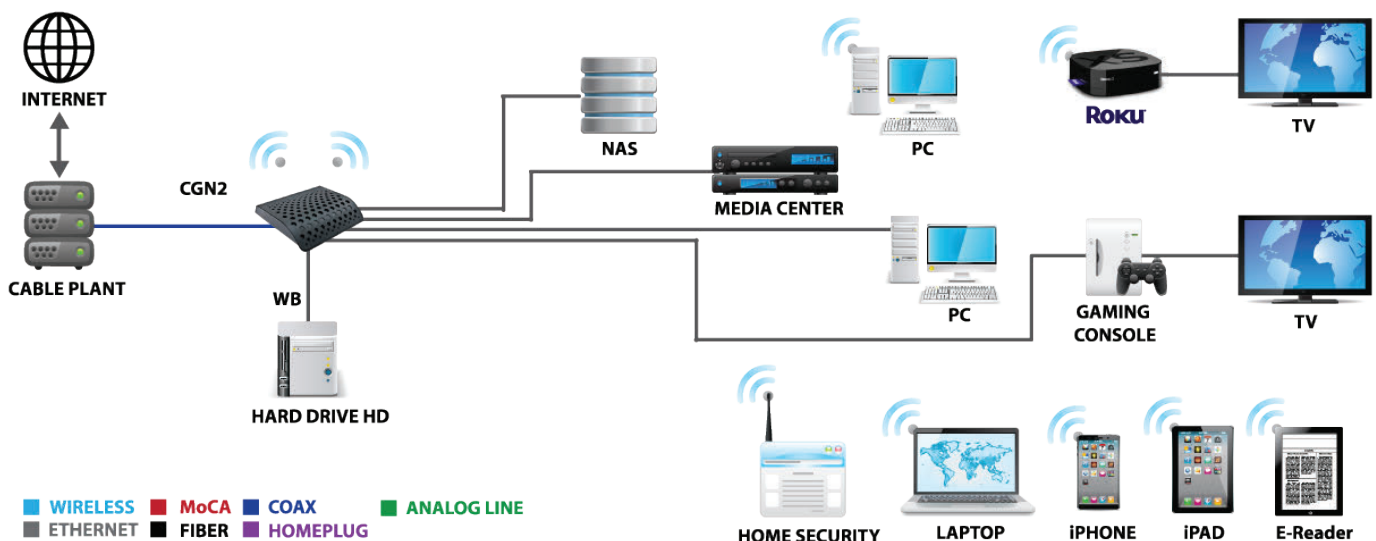 INTERNET
CABLE PLANT
CGN2
WB
HARD DRIVE HD
NAS
MEDIA CENTER
PC
ROKU
TV
PC
GAMING
CONSOLE
TV
HOME SECURITY
LAPTOP
iPHONE
iPAD
E-Reader
WIRELESS
MoCA
COAX
ANALOG LINE
ETHERNET
FIBER
HOMEPLUG